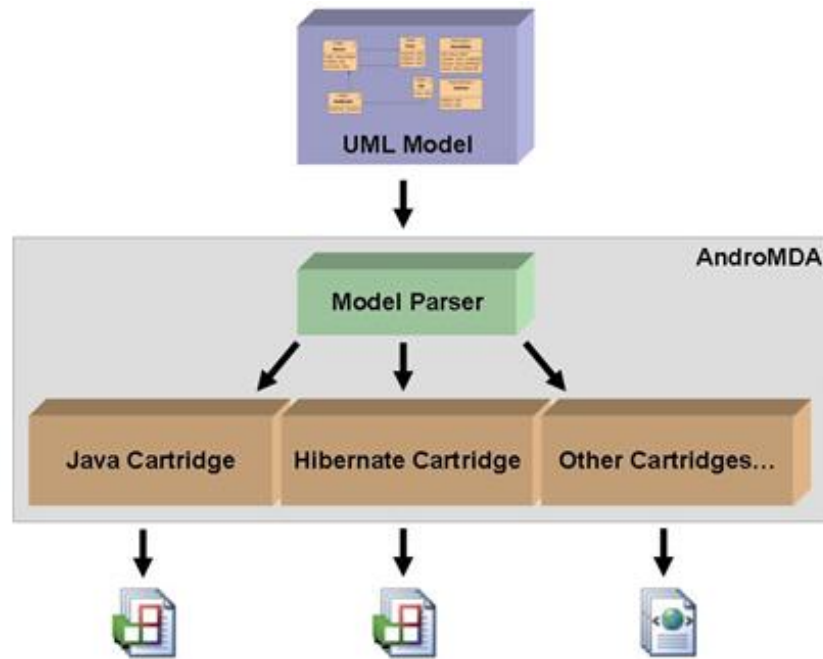 UML Model
AndroMDA
Model Parser
Java Cartridge
Hibernate Cartridge
Other Cartridges...